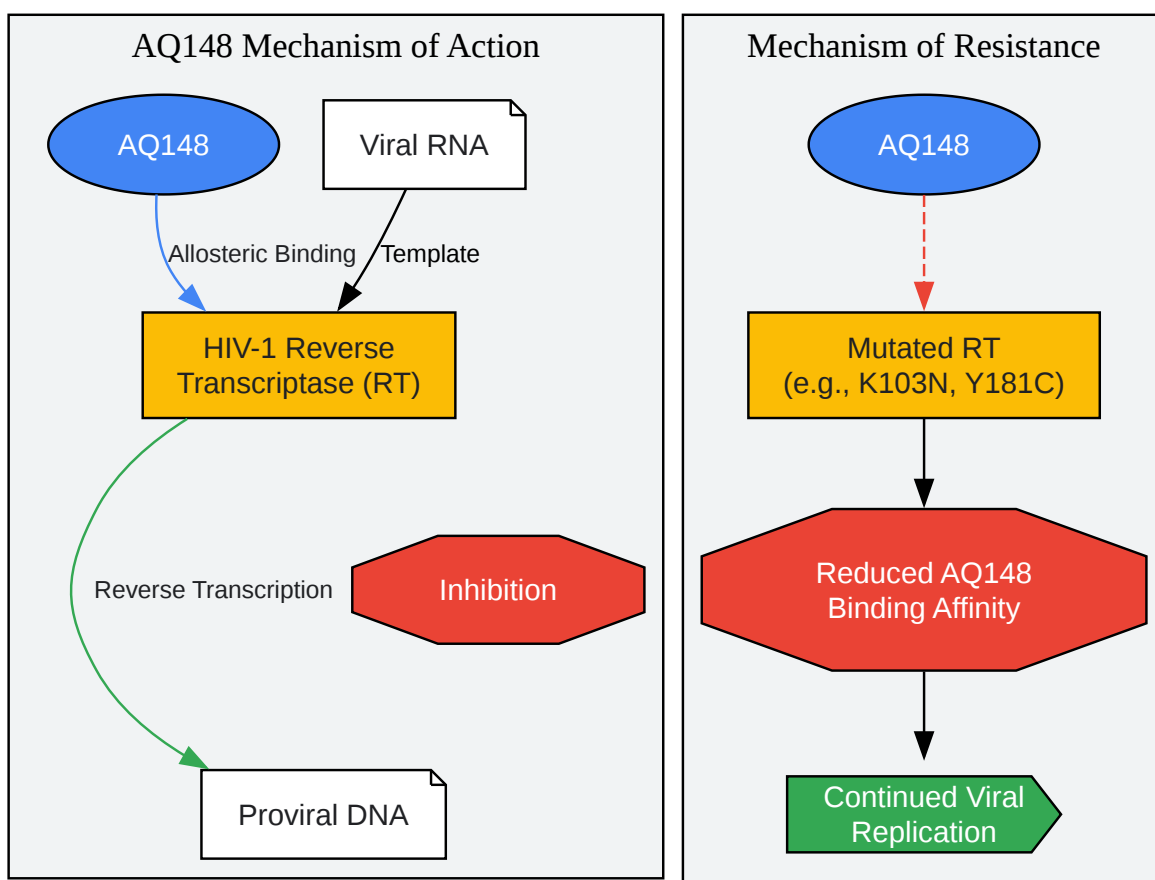 AQ148 Mechanism of Action
AQ148
Viral RNA
Allosteric Binding
Template
HIV-1 Reverse
Transcriptase (RT)
Reverse Transcription
Inhibition
Proviral DNA
Mechanism of Resistance
AQ148
Mutated RT
(e.g., K103N, Y181C)
Reduced AQ148
Binding Affinity
Continued Viral
Replication